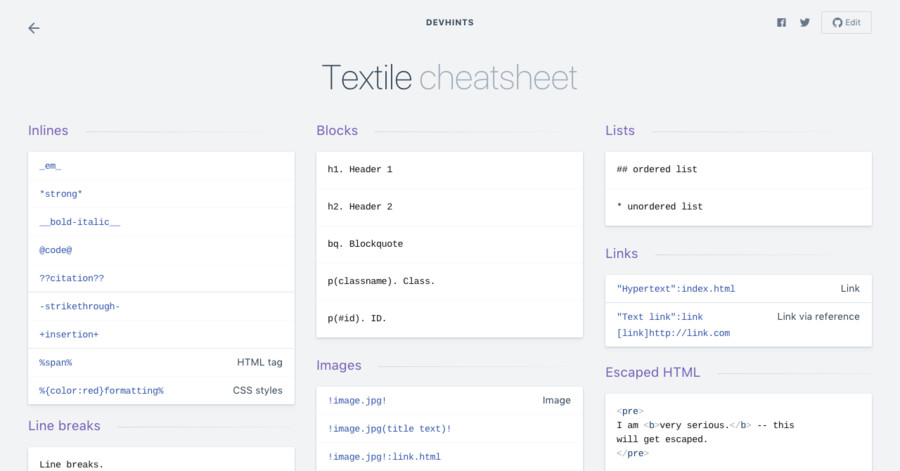 DEVHINTS
Edit
Textile cheatsheet
Inlines
_em_
*strong*
__bold-italic__
@code@
??citation??
-strikethrough-
+insertion+
%span% HTML tag
%{color:red}formatting% CSS styles
Line breaks
Line breaks.
Blocks
h1. Header 1
h2. Header 2
bq. Blockquote
p(classname). Class.
p(#id). ID.
Images
!image.jpg! Image
!image.jpg(title text)!
!image.jpg!:link.html
Lists
## ordered list
* unordered list
Links
"Hypertext":index.html Link
"Text link":link Link via reference
[link]http://link.com
Escaped HTML
<pre>
I am <b>very serious.</b> -- this
will get escaped.
</pre>